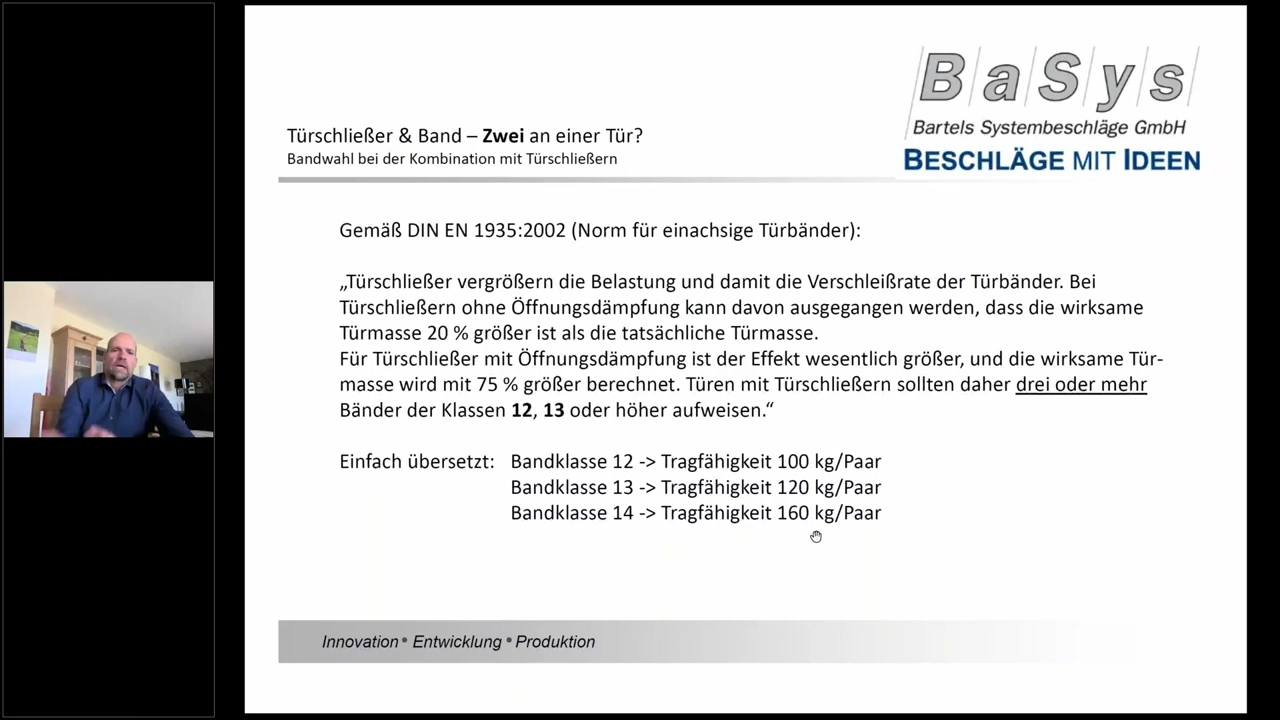 BaSys
Bartels Systembeschläge GmbH
BESCHLÄGE MIT IDEEN
Türschließer & Band – Zwei an einer Tür?
Bandwahl bei der Kombination mit Türschließern
Gemäß DIN EN 1935:2002 (Norm für einachsige Türbänder):
„Türschließer vergrößern die Belastung und damit die Verschleißrate der Türbänder. Bei
Türschließern ohne Öffnungsdämpfung kann davon ausgegangen werden, dass die wirksame
Türmasse 20 % größer ist als die tatsächliche Türmasse.
Für Türschließer mit Öffnungsdämpfung ist der Effekt wesentlich größer, und die wirksame Tür-
masse wird mit 75 % größer berechnet. Türen mit Türschließern sollten daher drei oder mehr
Bänder der Klassen 12, 13 oder höher aufweisen.“
Einfach übersetzt: Bandklasse 12 -> Tragfähigkeit 100 kg/Paar
Bandklasse 13 -> Tragfähigkeit 120 kg/Paar
Bandklasse 14 -> Tragfähigkeit 160 kg/Paar
Innovation • Entwicklung • Produktion